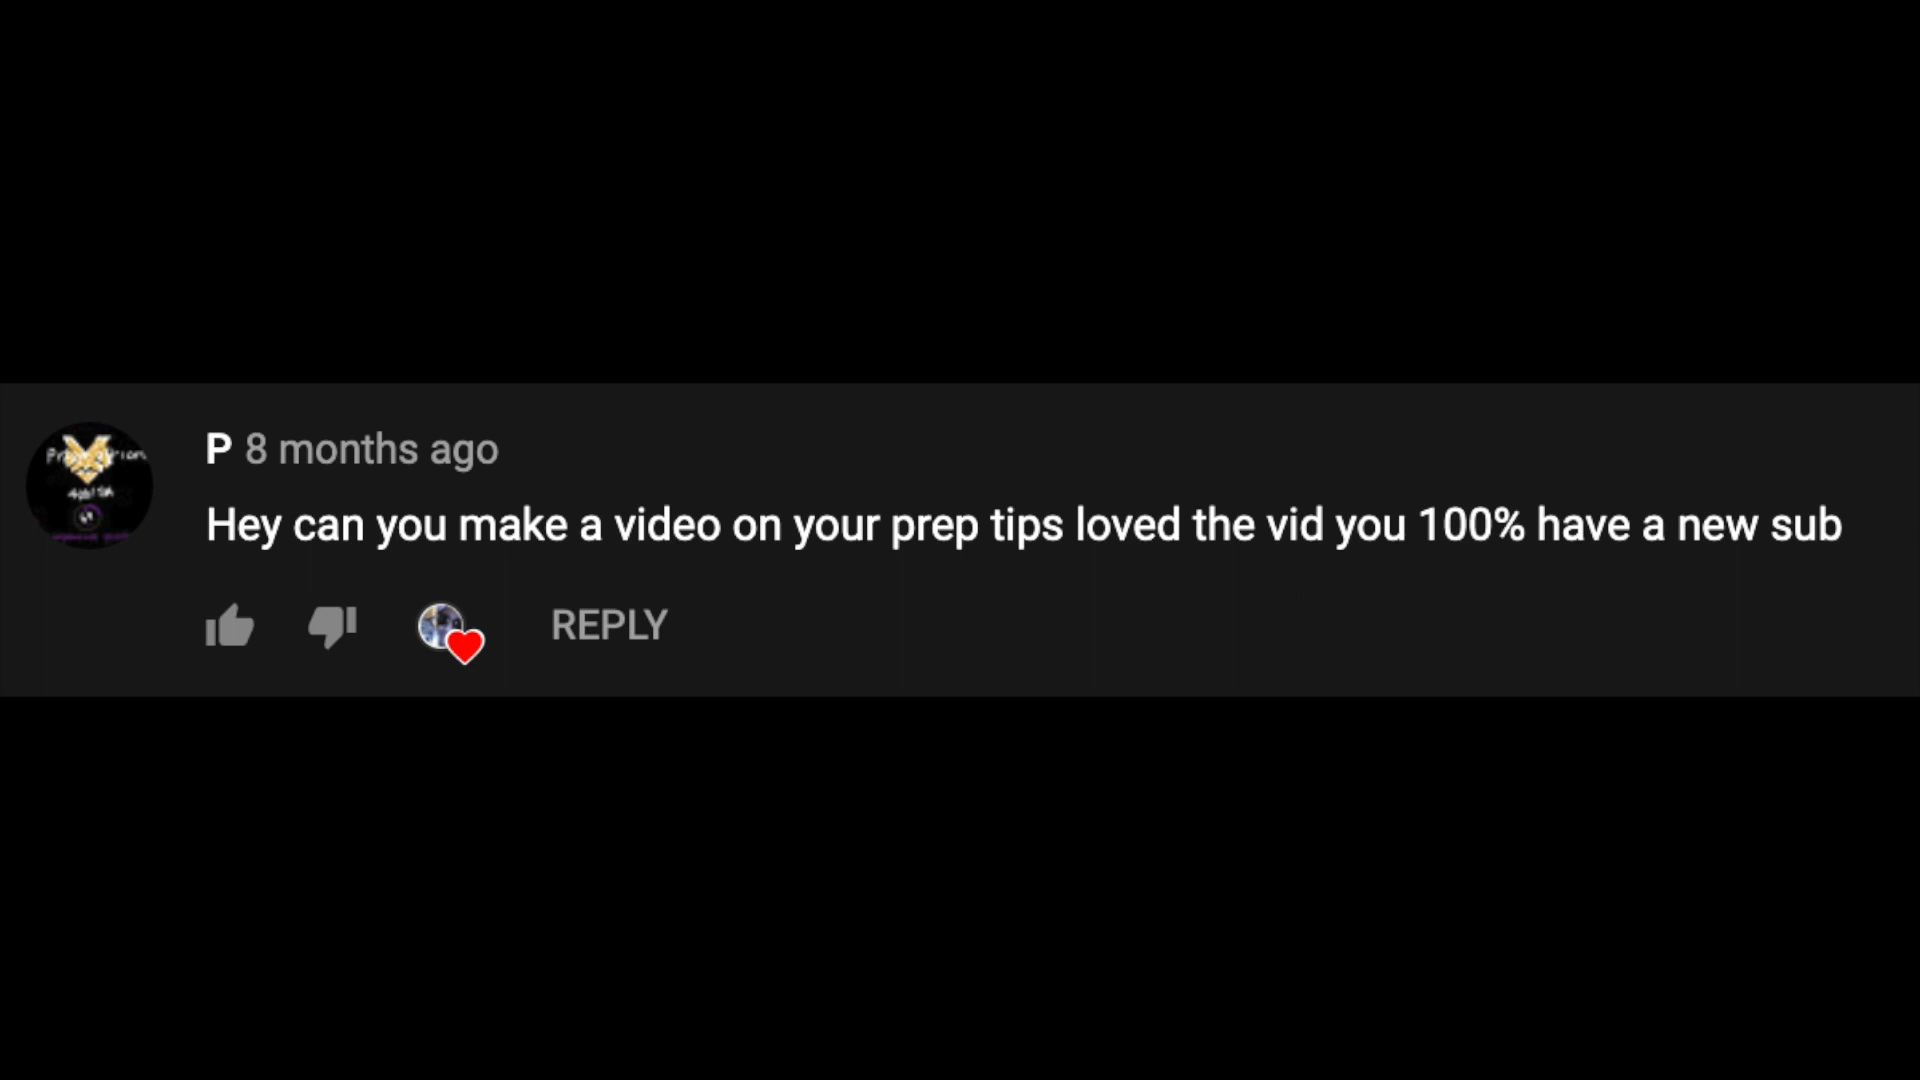 P 8 months ago
Hey can you make a video on your prep tips loved the vid you 100% have a new sub
REPLY